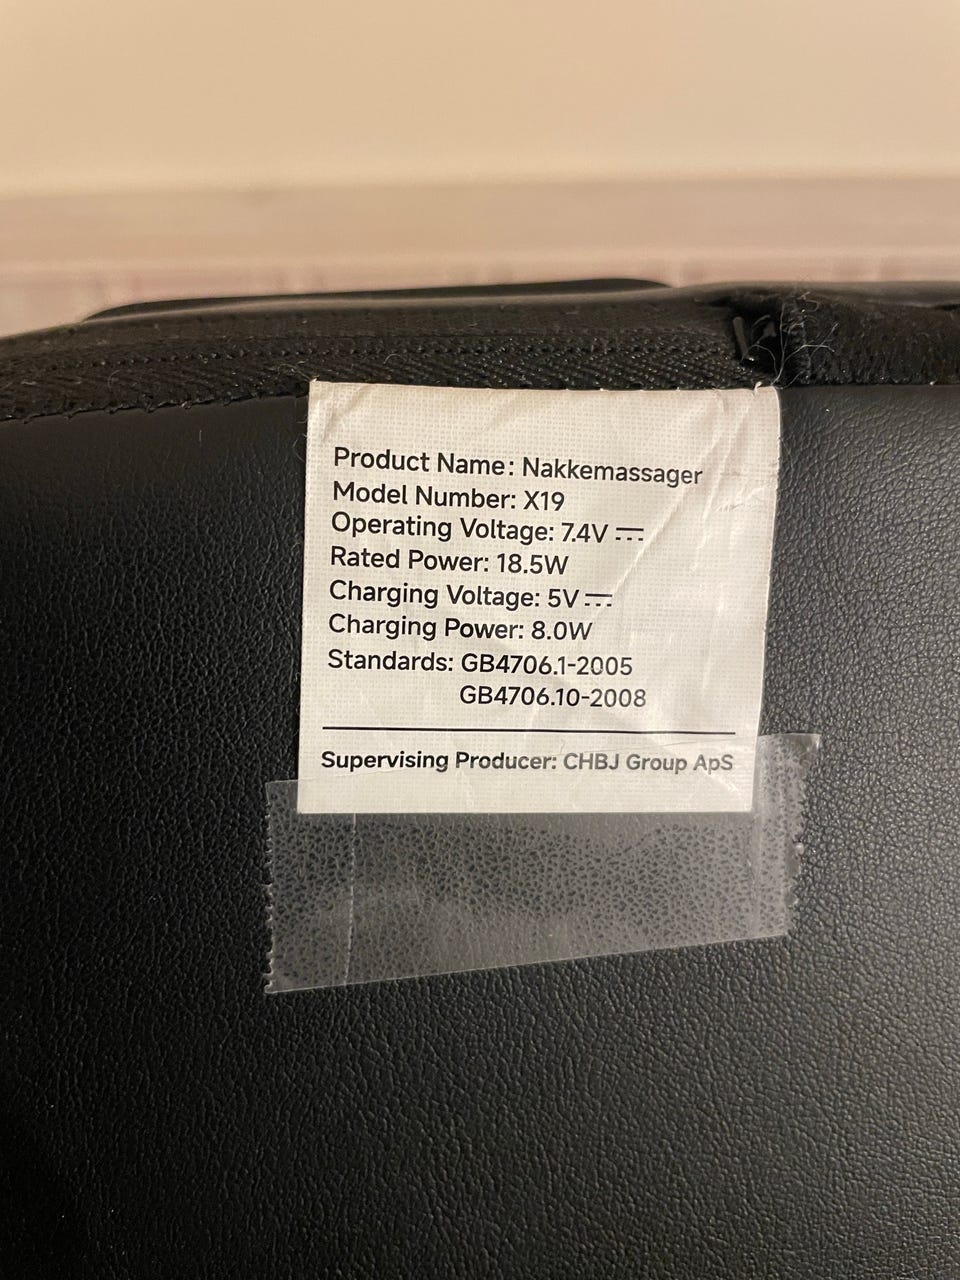 Product Name: Nakkemassager
Model Number: X19
Operating Voltage: 7.4V ⎓
Rated Power: 18.5W
Charging Voltage: 5V ⎓
Charging Power: 8.0W
Standards: GB4706.1-2005
GB4706.10-2008
Supervising Producer: CHBJ Group ApS